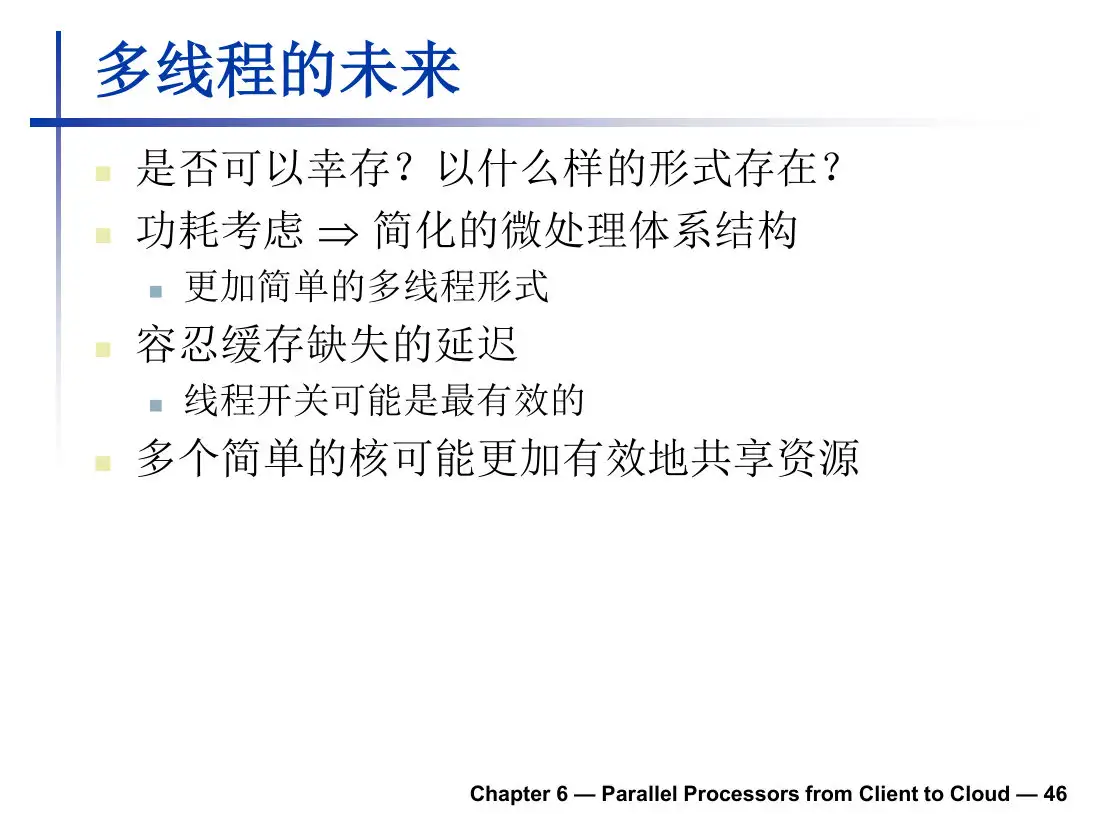 多线程的未来
是否可以幸存？以什么样的形式存在？
功耗考虑 ⇒ 简化的微处理体系结构
更加简单的多线程形式
容忍缓存缺失的延迟
线程开关可能是最有效的
多个简单的核可能更加有效地共享资源
Chapter 6 — Parallel Processors from Client to Cloud — 46